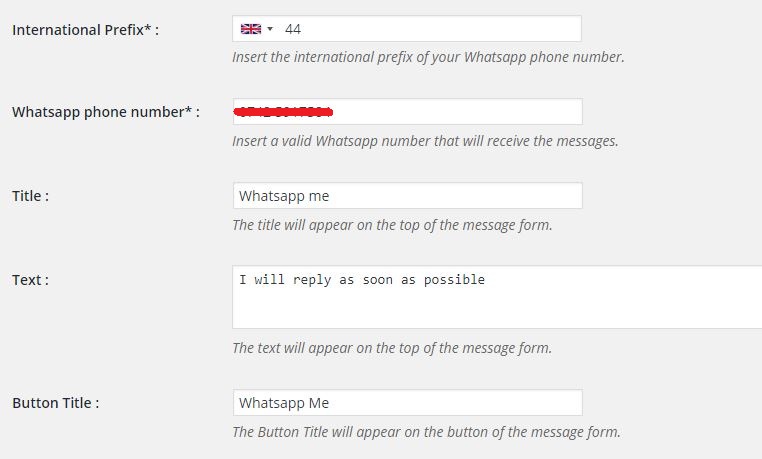 International Prefix* :
44
Insert the international prefix of your Whatsapp phone number.
Whatsapp phone number* :
Insert a valid Whatsapp number that will receive the messages.
Title :
Whatsapp me
The title will appear on the top of the message form.
Text :
I will reply as soon as possible
The text will appear on the top of the message form.
Button Title :
Whatsapp Me
The Button Title will appear on the button of the message form.